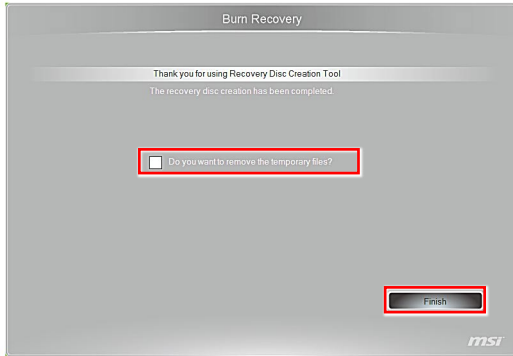 Burn Recovery
Thank you for using Recovery Disc Creation Tool
The recovery disc creation has been completed.
Do you want to remove the temporary files?
Finish
msi